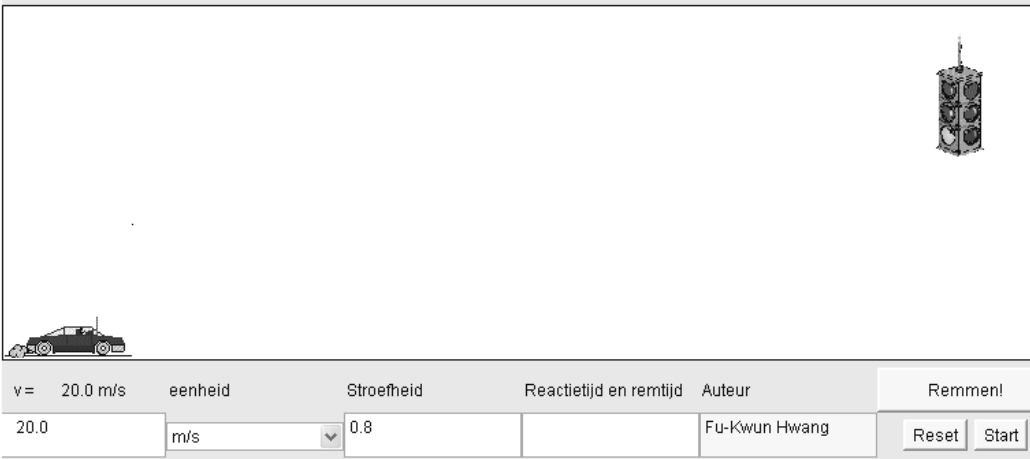 v = 20.0 m/s eenheid Stroefheid Reactietijd en remtijd Auteur Remmen!
20.0 m/s 0.8 Fu-Kwun Hwang Reset Start